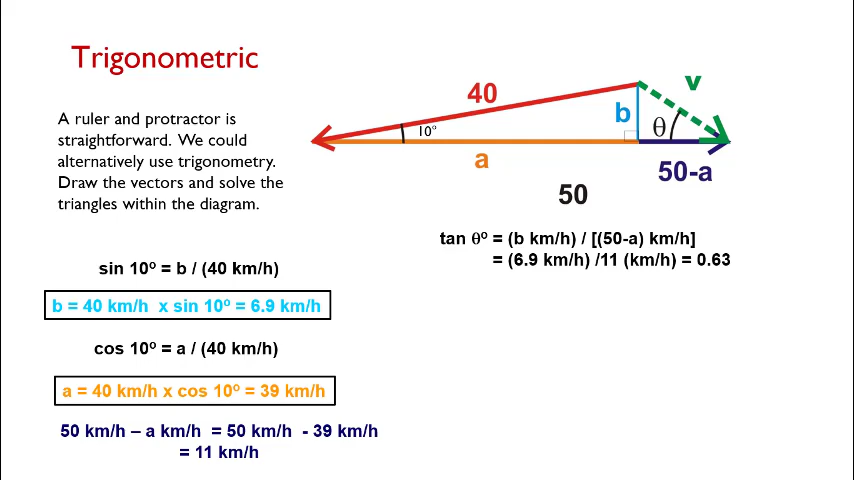 Trigonometric
A ruler and protractor is
straightforward. We could
alternatively use trigonometry.
Draw the vectors and solve the
triangles within the diagram.
sin 10º = b / (40 km/h)
b = 40 km/h x sin 10º = 6.9 km/h
cos 10º = a / (40 km/h)
a = 40 km/h x cos 10º = 39 km/h
50 km/h – a km/h = 50 km/h - 39 km/h
= 11 km/h
40
10º
a
b
θ
v
50-a
50
tan θº = (b km/h) / [(50-a) km/h]
= (6.9 km/h) /11 (km/h) = 0.63